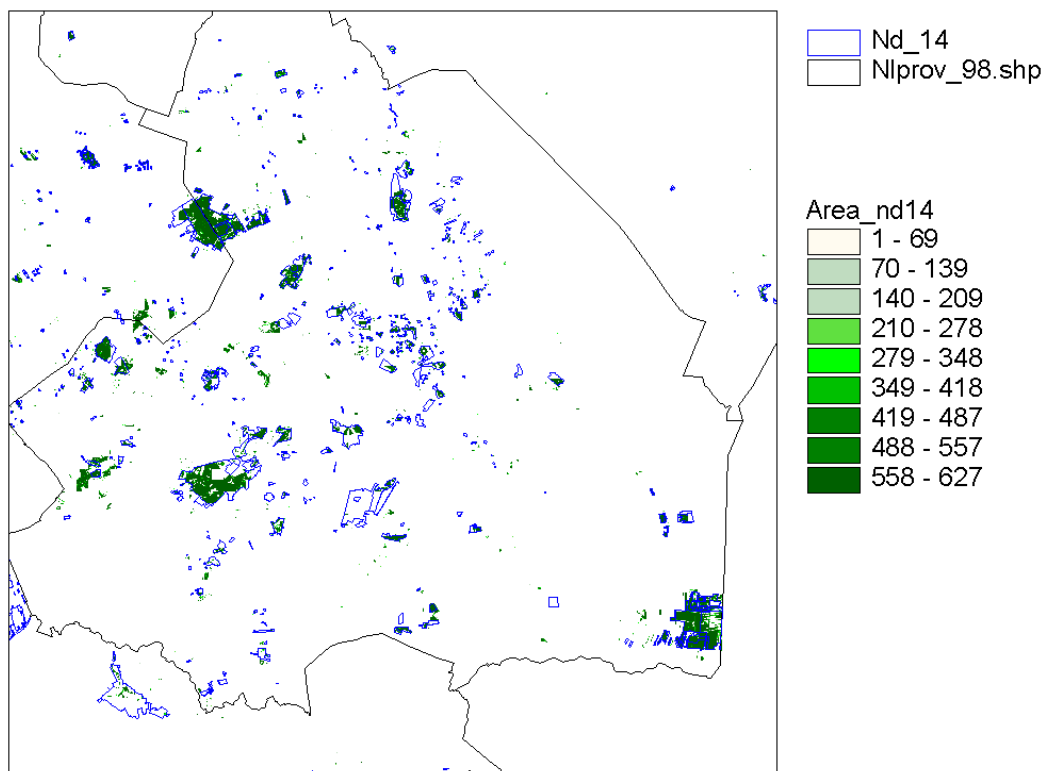 Nd_14
Nlprov_98.shp
Area_nd14
1 - 69
70 - 139
140 - 209
210 - 278
279 - 348
349 - 418
419 - 487
488 - 557
558 - 627